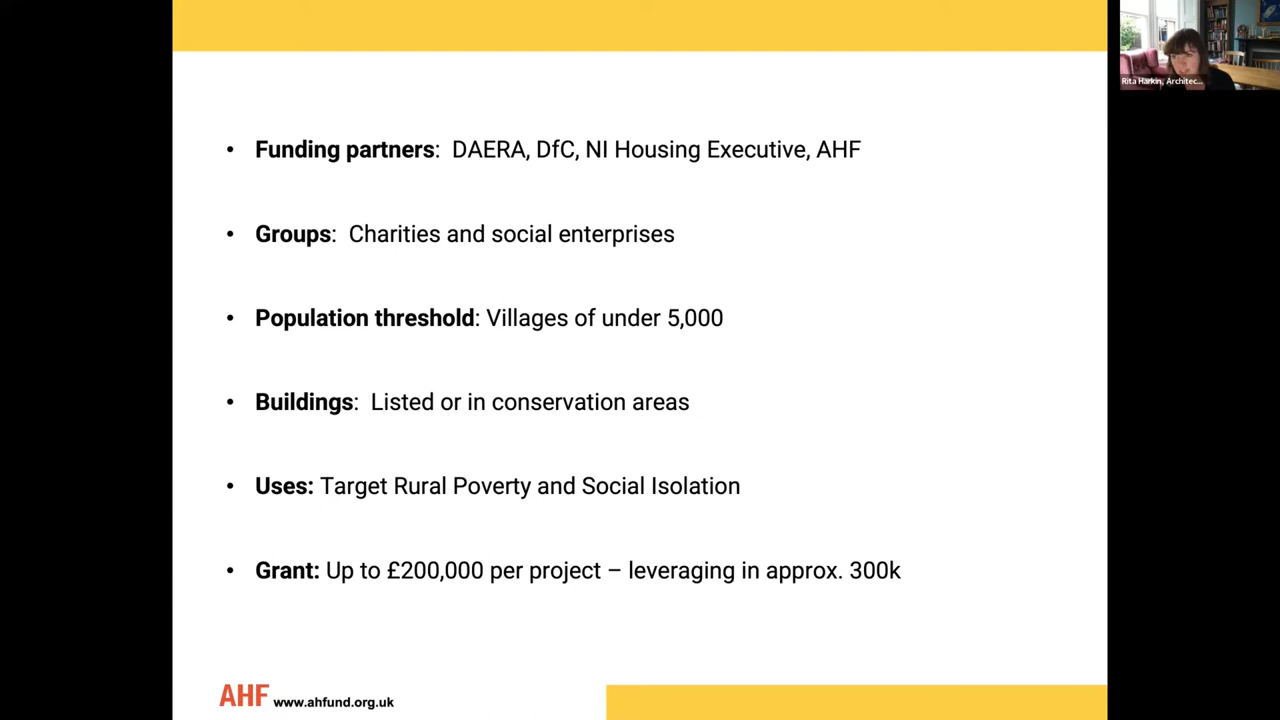 Rita Harkin, Architec...
• Funding partners: DAERA, DfC, NI Housing Executive, AHF
• Groups: Charities and social enterprises
• Population threshold: Villages of under 5,000
• Buildings: Listed or in conservation areas
• Uses: Target Rural Poverty and Social Isolation
• Grant: Up to £200,000 per project – leveraging in approx. 300k
AHF www.ahfund.org.uk